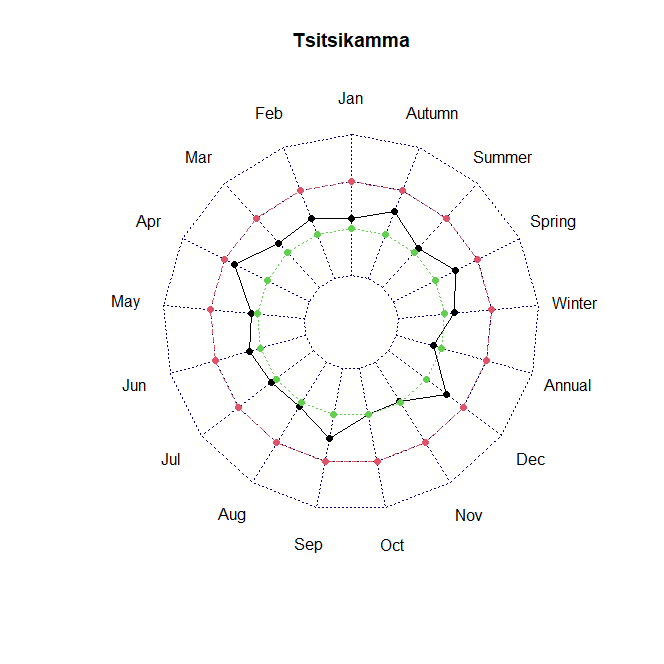 Tsitsikamma
Jan
Feb
Mar
Apr
May
Jun
Jul
Aug
Sep
Oct
Nov
Dec
Annual
Winter
Spring
Summer
Autumn